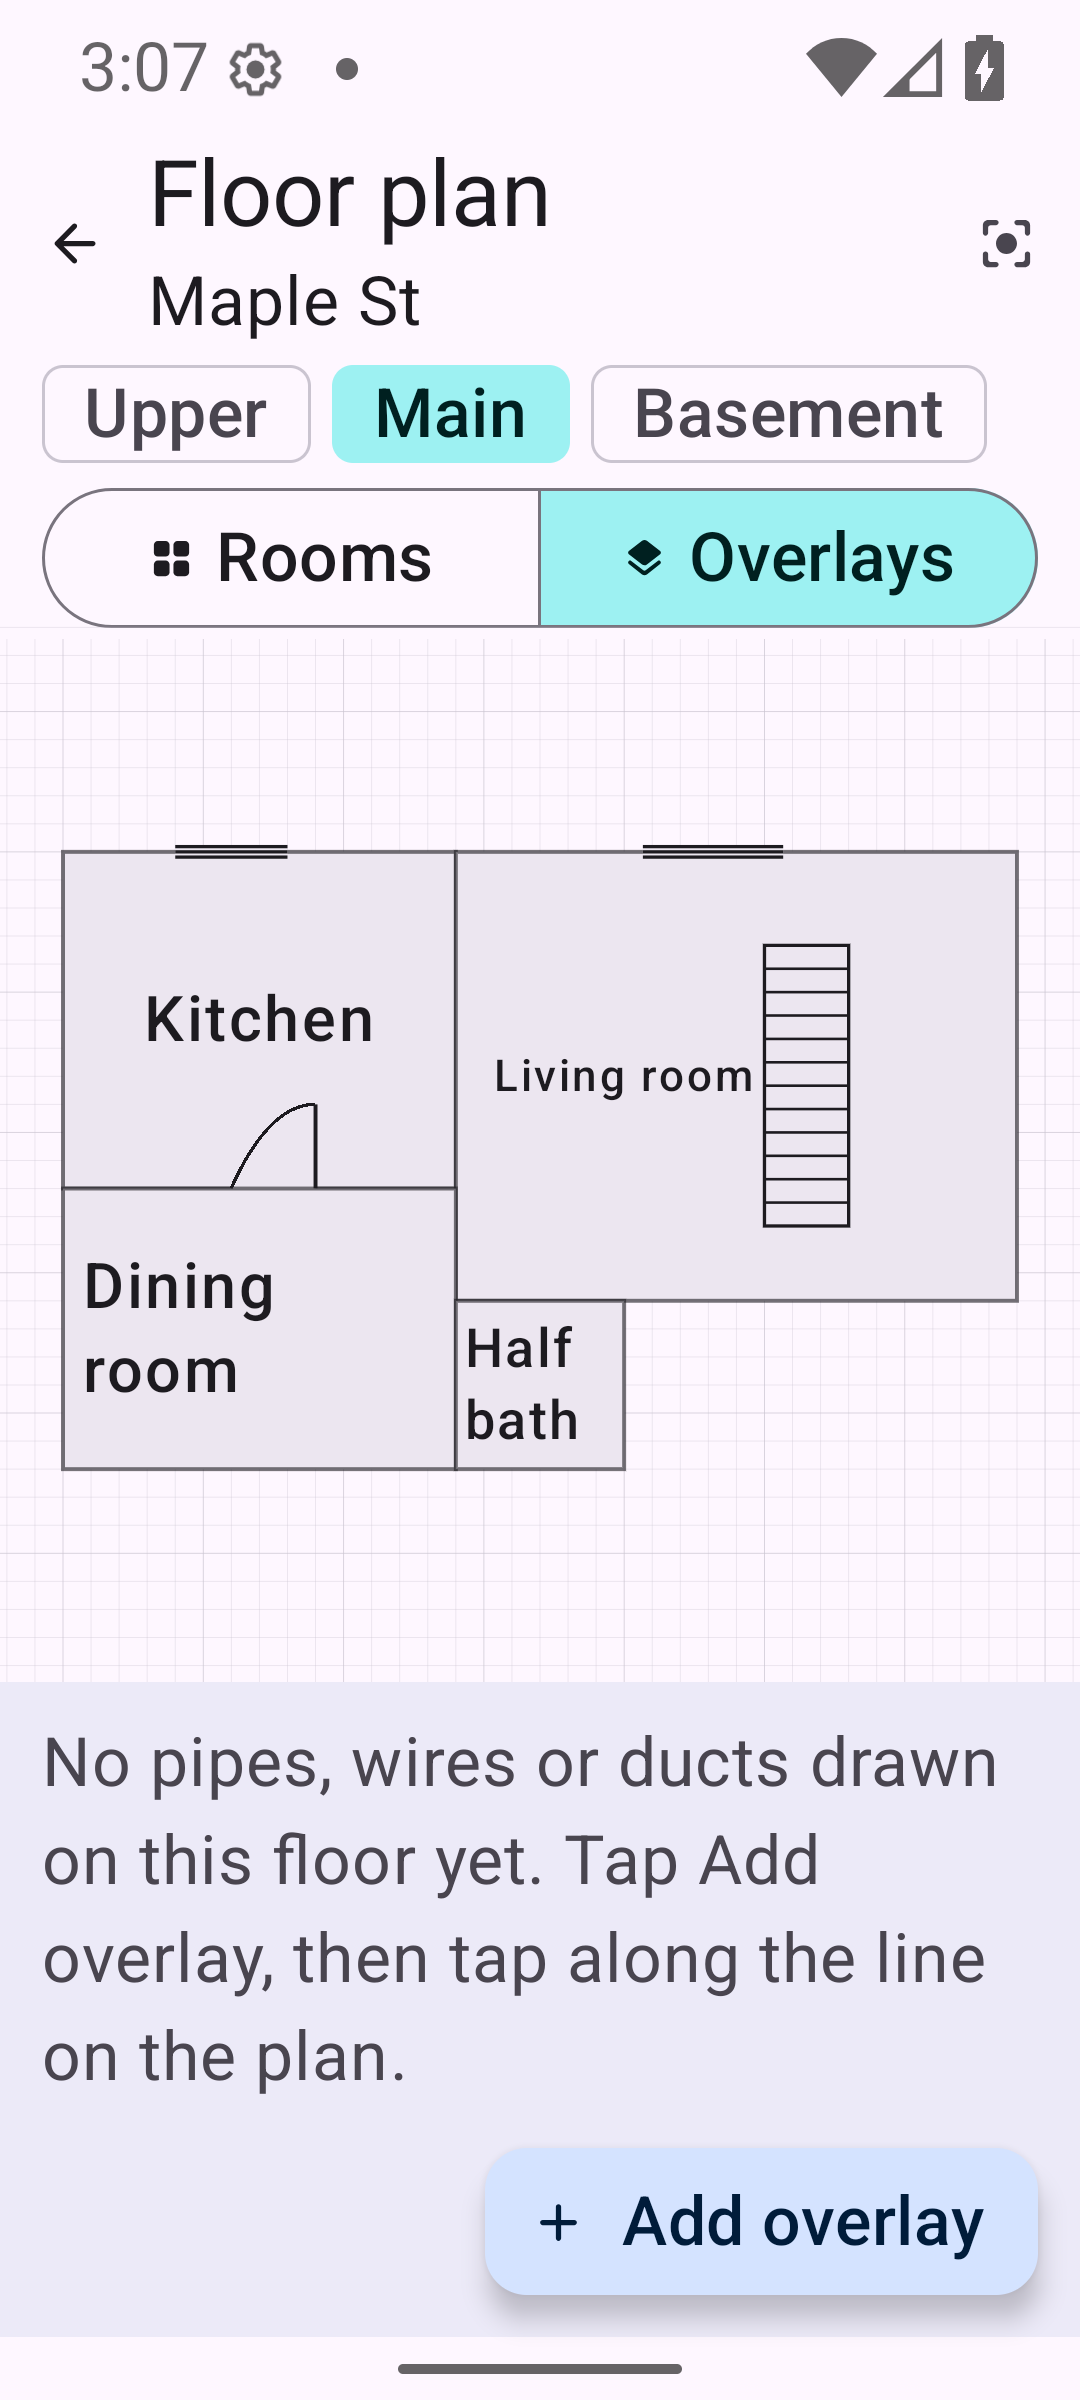 3:07
Floor plan
Maple St
Upper
Main
Basement
Rooms
Overlays
Kitchen
Living room
Dining
room
Half
bath
No pipes, wires or ducts drawn
on this floor yet. Tap Add
overlay, then tap along the line
on the plan.
Add overlay